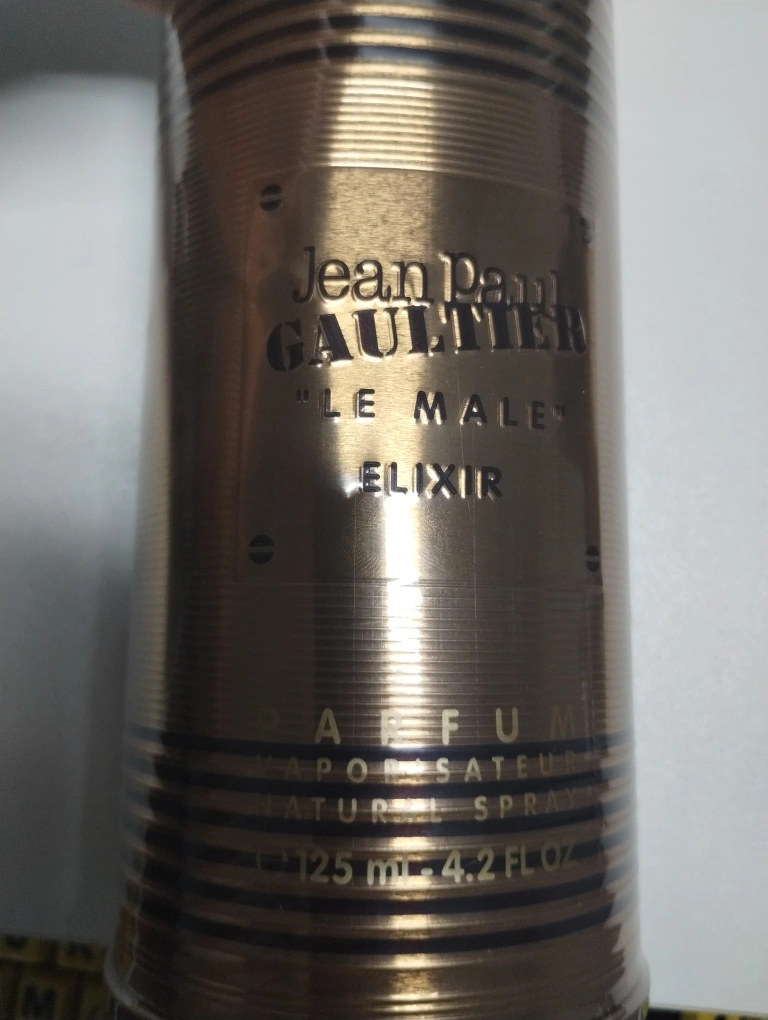 Jean Paul
GAULTIER
"LE MALE"
ELIXIR
PARFUM
VAPORISATEUR
NATURAL SPRAY
e 125 ml - 4.2 FL OZ
M